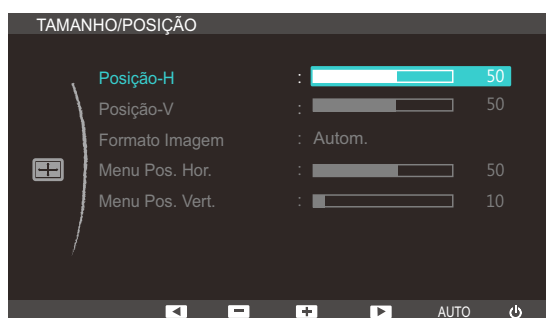 TAMANHO/POSIÇÃO
Posição-H : 50
Posição-V : 50
Formato Imagem : Autom.
Menu Pos. Hor. : 50
Menu Pos. Vert. : 10
AUTO